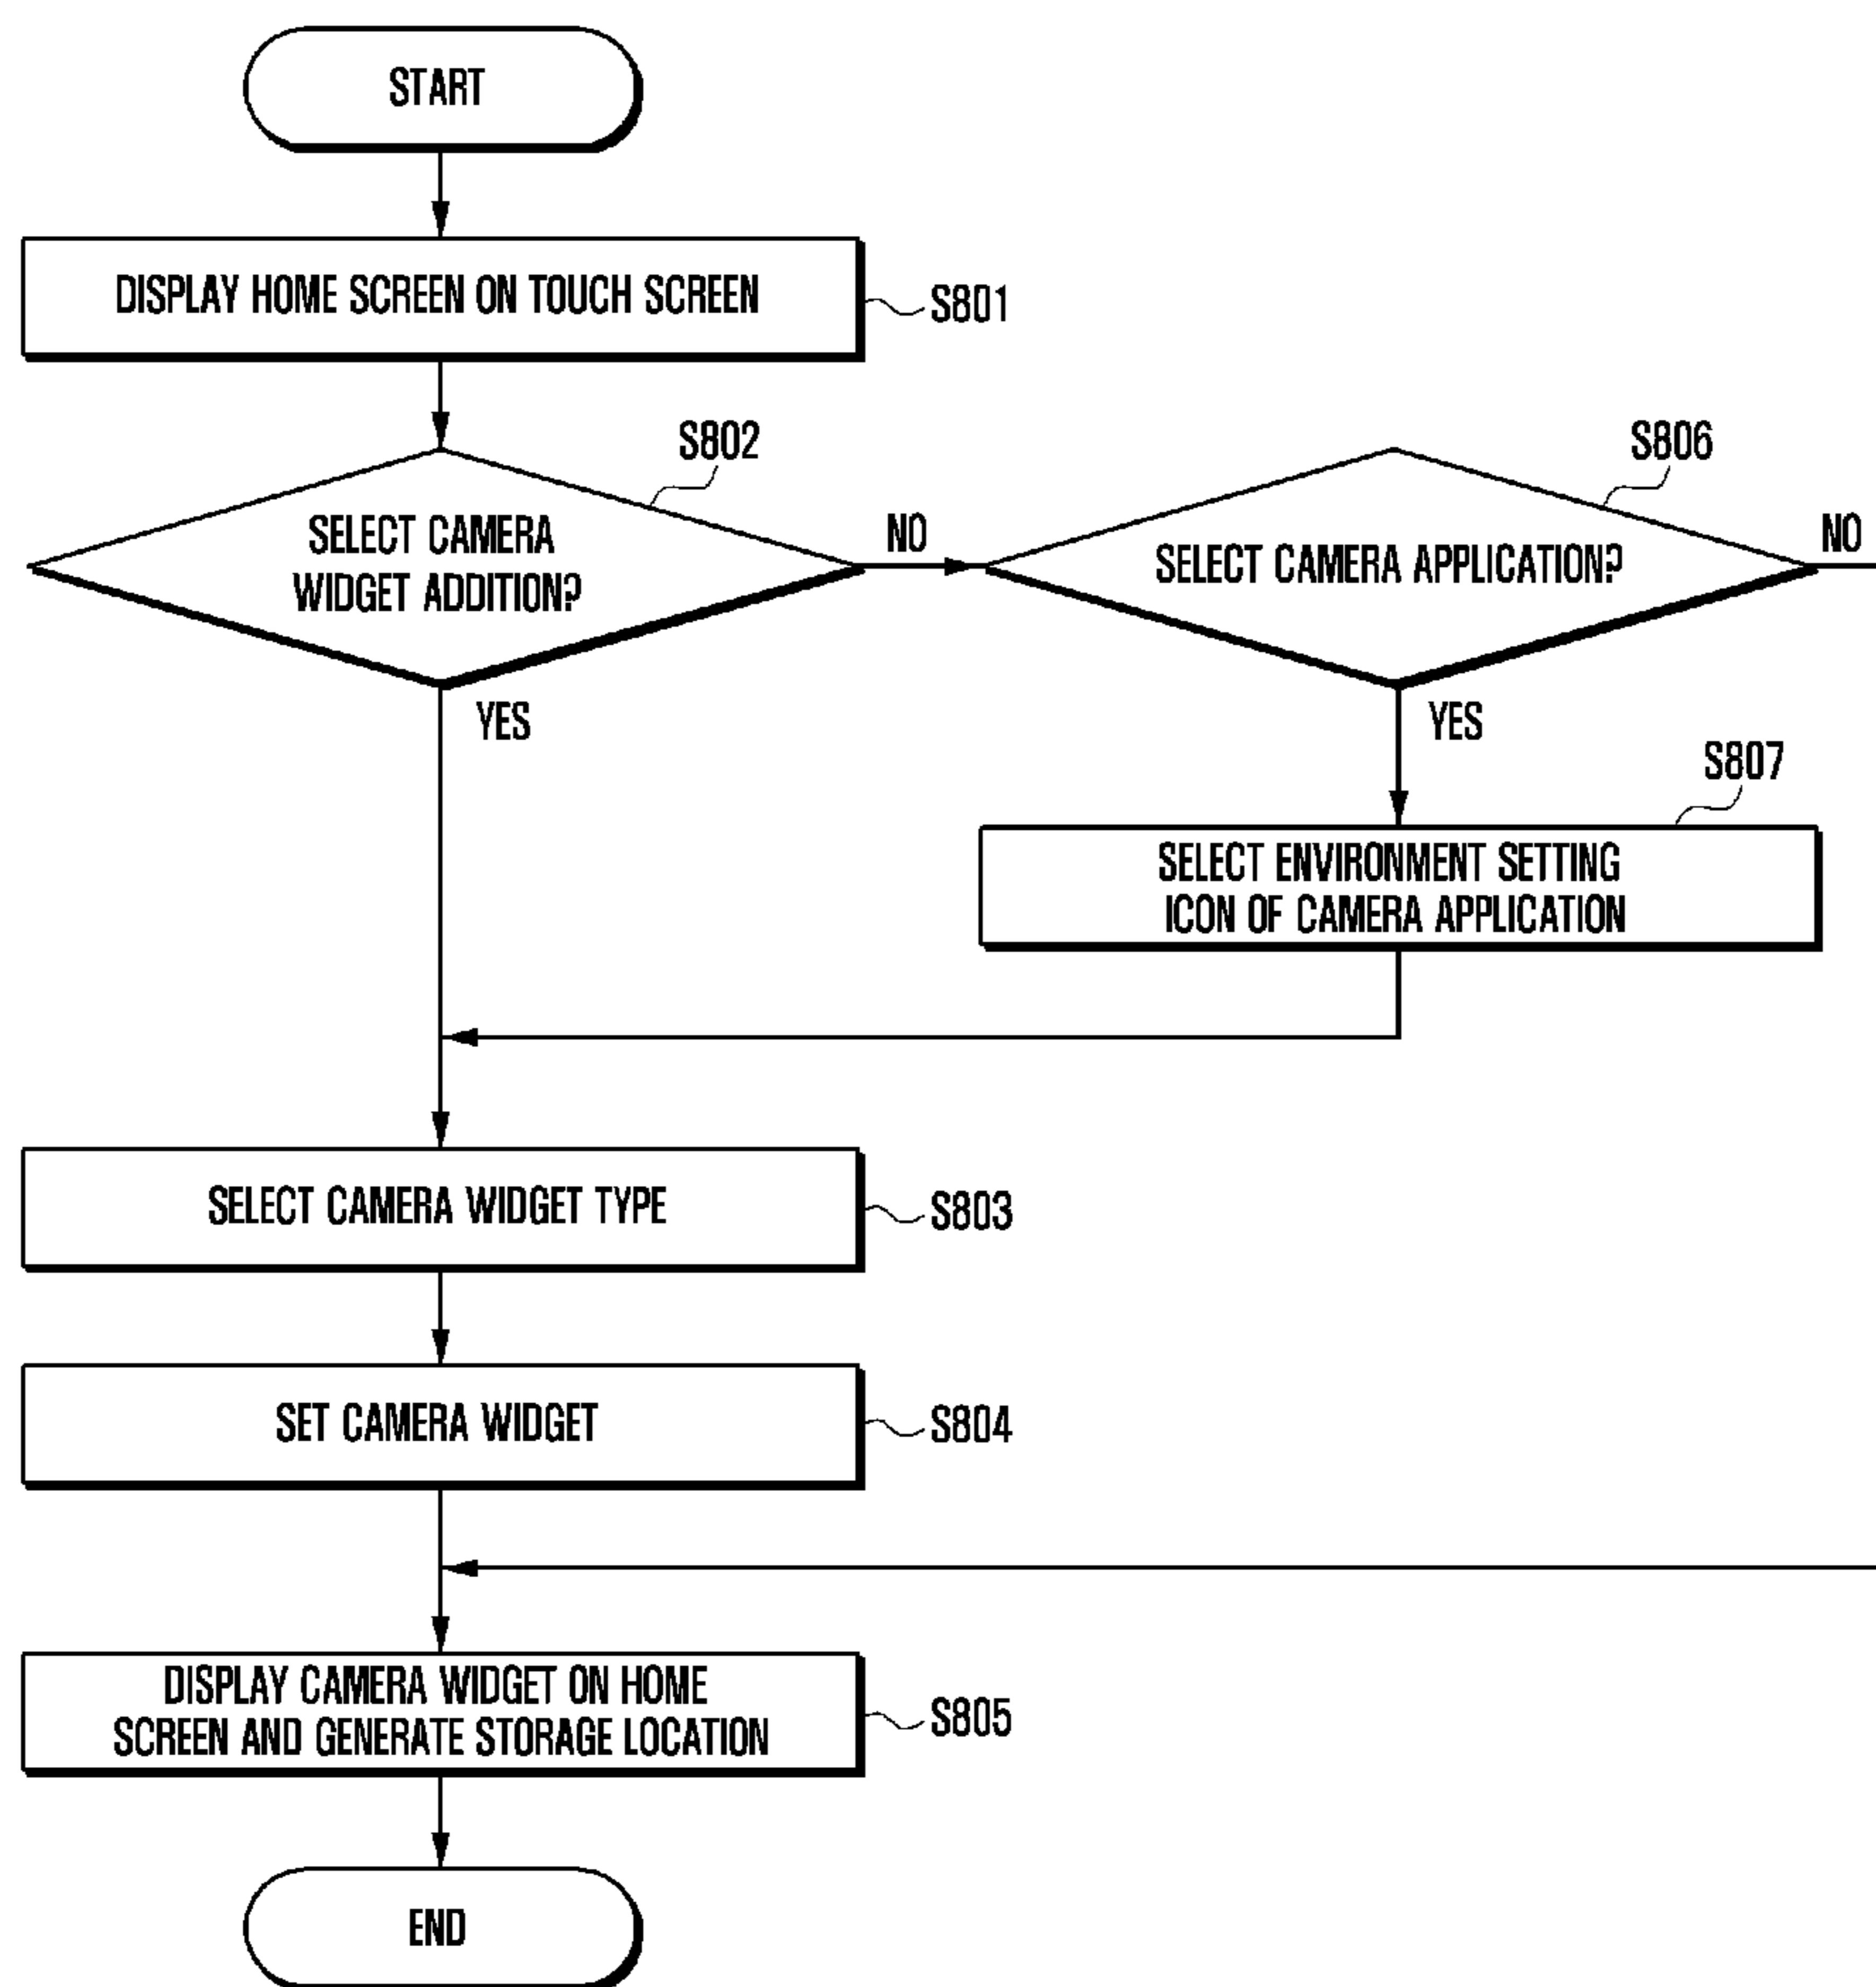 START
DISPLAY HOME SCREEN ON TOUCH SCREEN
S801
S802
SELECT CAMERA
WIDGET ADDITION?
NO
YES
S806
SELECT CAMERA APPLICATION?
NO
YES
S807
SELECT ENVIRONMENT SETTING
ICON OF CAMERA APPLICATION
SELECT CAMERA WIDGET TYPE
S803
SET CAMERA WIDGET
S804
DISPLAY CAMERA WIDGET ON HOME
SCREEN AND GENERATE STORAGE LOCATION
S805
END